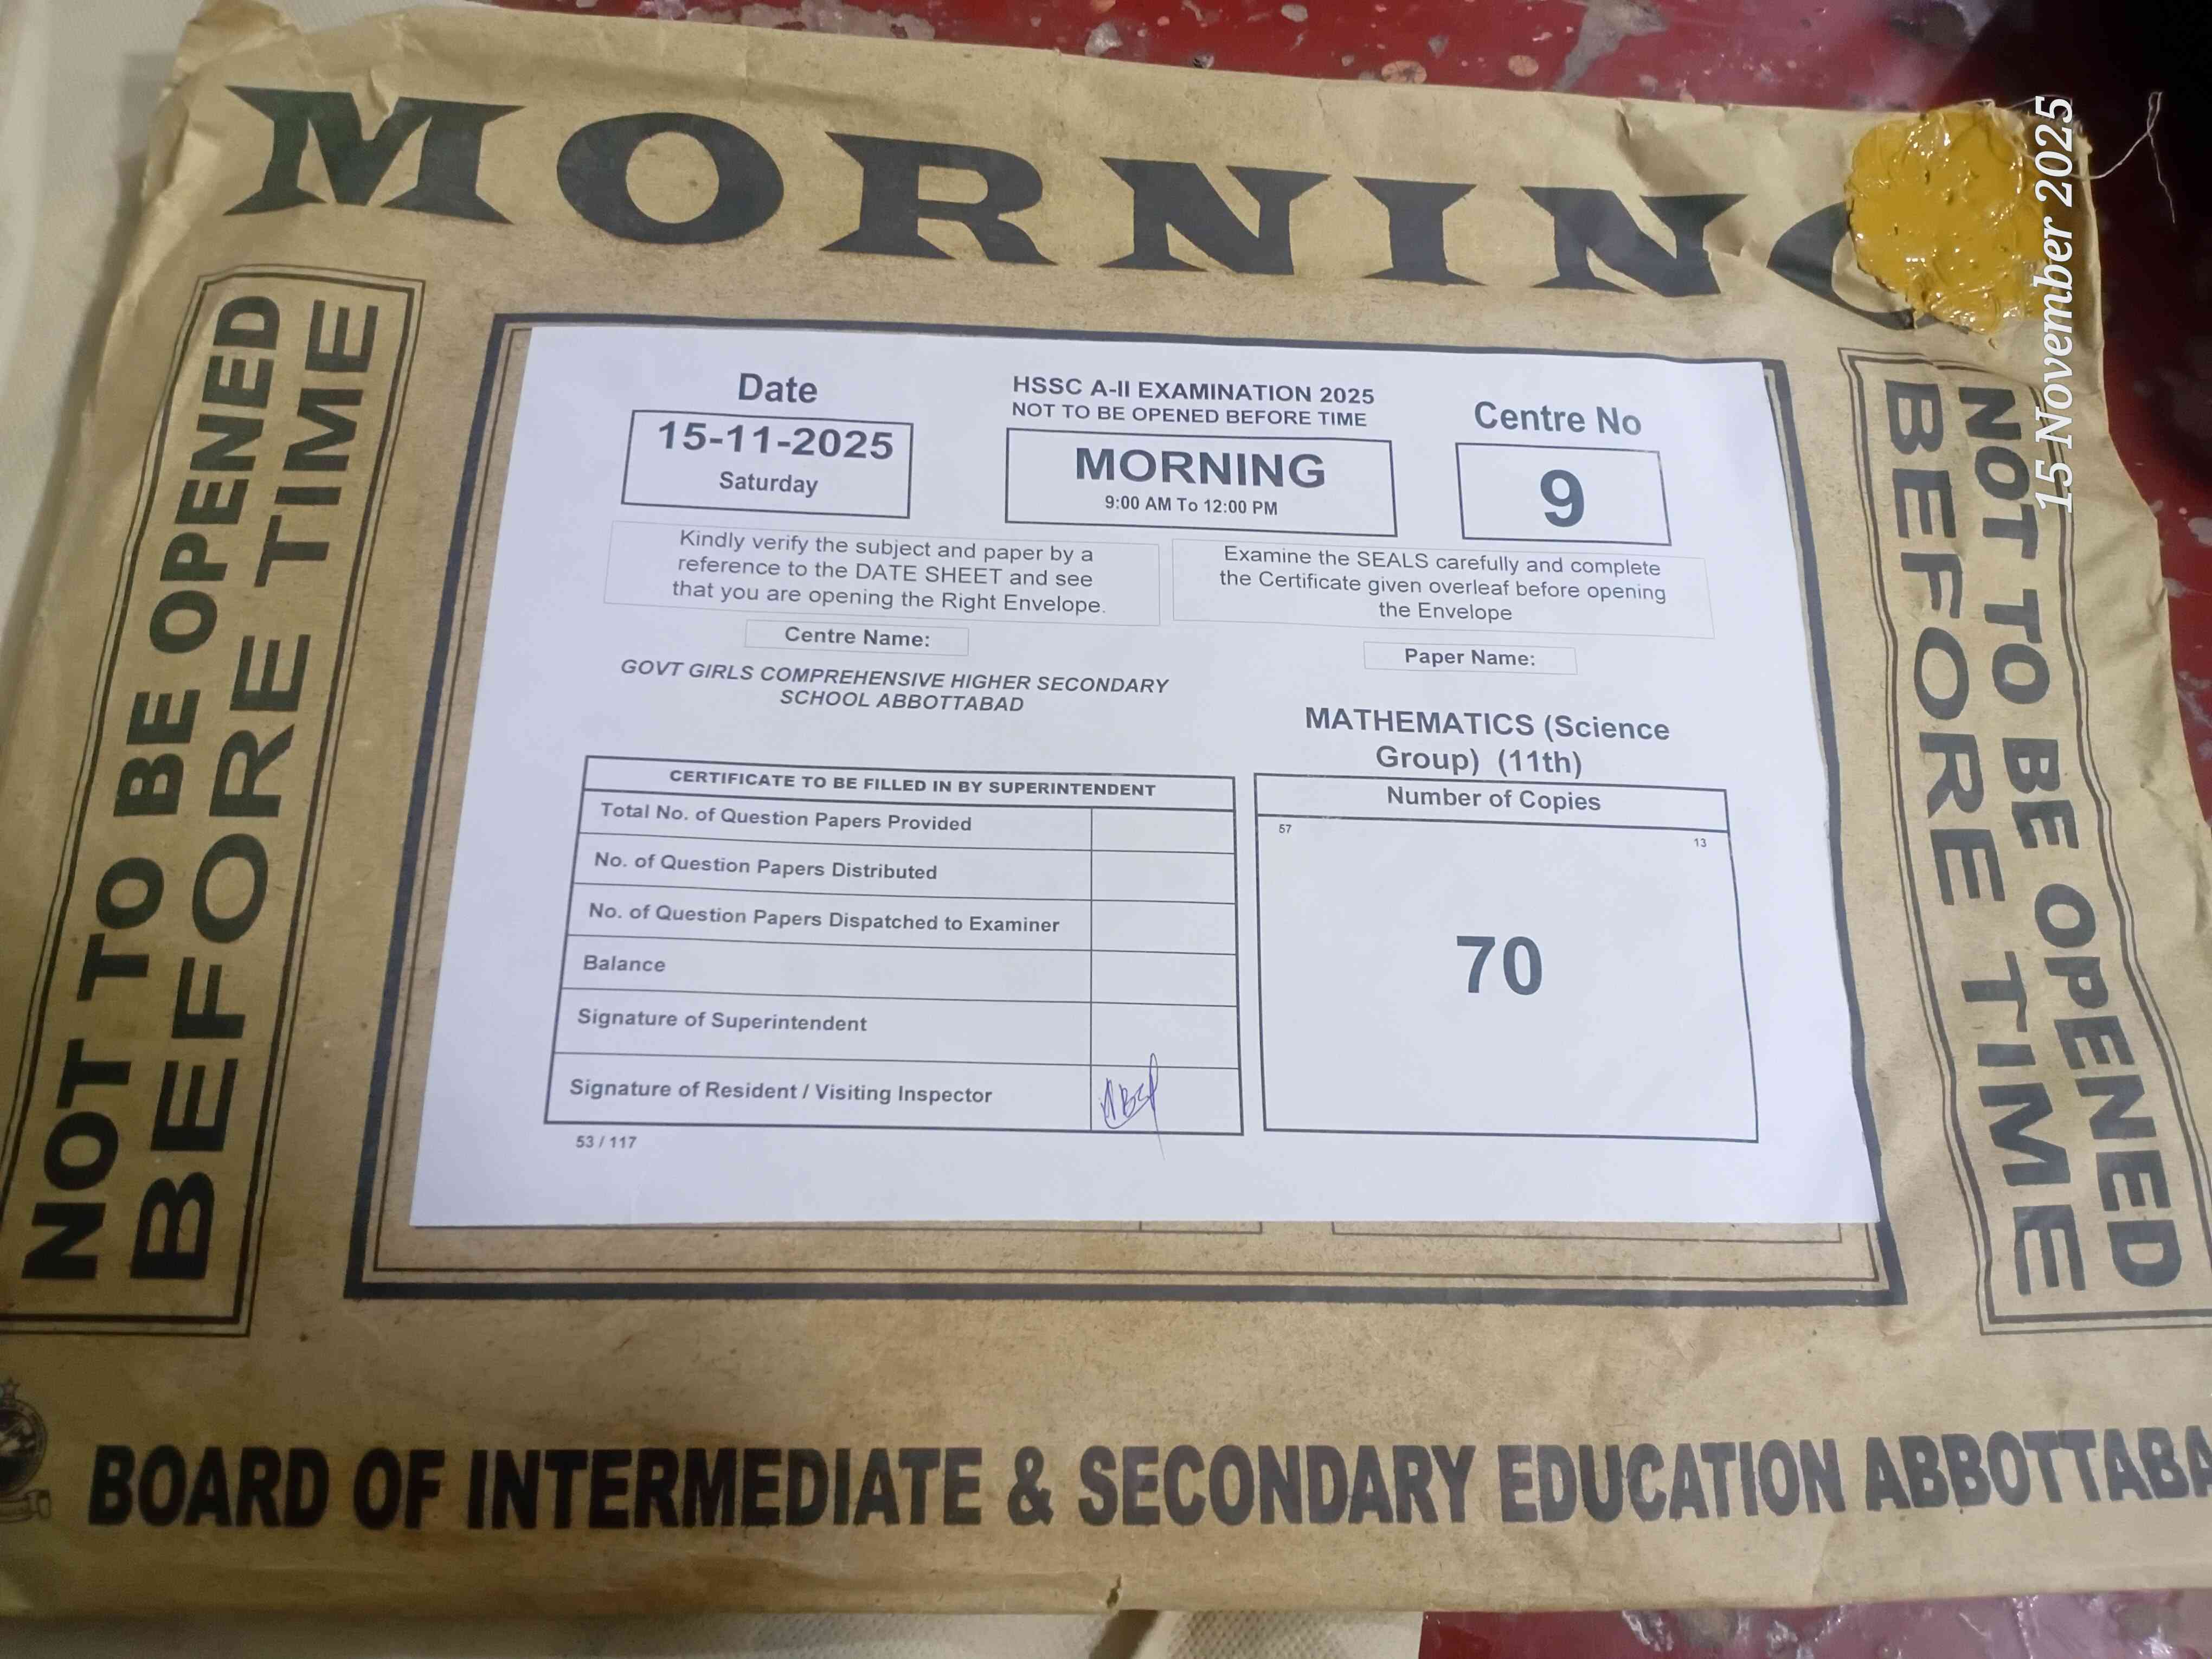 MORNING
NOT TO BE OPENED
BEFORE TIME
Date
15-11-2025
Saturday
HSSC A-II EXAMINATION 2025
NOT TO BE OPENED BEFORE TIME
MORNING
9:00 AM To 12:00 PM
Centre No
9
Kindly verify the subject and paper by a
reference to the DATE SHEET and see
that you are opening the Right Envelope.
Examine the SEALS carefully and complete
the Certificate given overleaf before opening
the Envelope
Centre Name:
GOVT GIRLS COMPREHENSIVE HIGHER SECONDARY
SCHOOL ABBOTTABAD
Paper Name:
MATHEMATICS (Science
Group) (11th)
CERTIFICATE TO BE FILLED IN BY SUPERINTENDENT
Total No. of Question Papers Provided
No. of Question Papers Distributed
No. of Question Papers Dispatched to Examiner
Balance
Signature of Superintendent
Signature of Resident / Visiting Inspector
53 / 117
Number of Copies
57
13
70
NOT TO BE OPENED
BEFORE TIME
15 November 2025
BOARD OF INTERMEDIATE & SECONDARY EDUCATION ABBOTTABA